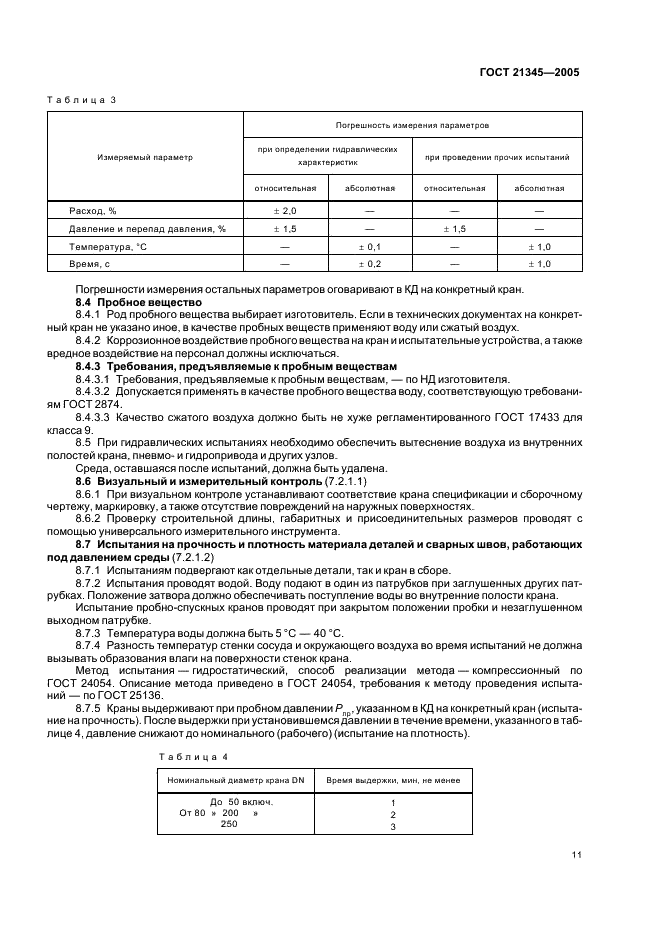 ГОСТ 21345—2005
Таблица 3
Измеряемый параметр
Погрешность измерения параметров
при определении гидравлических
характеристик
при проведении прочих испытаний
относительная абсолютная относительная абсолютная
Расход, % ± 2,0 — — —
Давление и перепад давления, % ± 1,5 — ± 1,5 —
Температура, °С — ± 0,1 — ± 1,0
Время, с — ± 0,2 — ± 1,0
Погрешности измерения остальных параметров оговаривают в КД на конкретный кран.
8.4 Пробное вещество
8.4.1 Род пробного вещества выбирает изготовитель. Если в технических документах на конкрет-
ный кран не указано иное, в качестве пробных веществ применяют воду или сжатый воздух.
8.4.2 Коррозионное воздействие пробного вещества на кран и испытательные устройства, а также
вредное воздействие на персонал должны исключаться.
8.4.3 Требования, предъявляемые к пробным веществам
8.4.3.1 Требования, предъявляемые к пробным веществам, — по НД изготовителя.
8.4.3.2 Допускается применять в качестве пробного вещества воду, соответствующую требовани-
ям ГОСТ 2874.
8.4.3.3 Качество сжатого воздуха должно быть не хуже регламентированного ГОСТ 17433 для
класса 9.
8.5 При гидравлических испытаниях необходимо обеспечить вытеснение воздуха из внутренних
полостей крана, пневмо- и гидропривода и других узлов.
Среда, оставшаяся после испытаний, должна быть удалена.
8.6 Визуальный и измерительный контроль (7.2.1.1)
8.6.1 При визуальном контроле устанавливают соответствие крана спецификации и сборочному
чертежу, маркировку, а также отсутствие повреждений на наружных поверхностях.
8.6.2 Проверку строительной длины, габаритных и присоединительных размеров проводят с
помощью универсального измерительного инструмента.
8.7 Испытания на прочность и плотность материала деталей и сварных швов, работающих
под давлением среды (7.2.1.2)
8.7.1 Испытаниям подвергают как отдельные детали, так и кран в сборе.
8.7.2 Испытания проводят водой. Воду подают в один из патрубков при заглушенных других пат-
рубках. Положение затвора должно обеспечивать поступление воды во внутренние полости крана.
Испытание пробно-спускных кранов проводят при закрытом положении пробки и незаглушенном
выходном патрубке.
8.7.3 Температура воды должна быть 5 °С — 40 °С.
8.7.4 Разность температур стенки сосуда и окружающего воздуха во время испытаний не должна
вызывать образования влаги на поверхности стенок крана.
Метод испытания — гидростатический, способ реализации метода — компрессионный по
ГОСТ 24054. Описание метода приведено в ГОСТ 24054, требования к методу проведения испыта-
ний — по ГОСТ 25136.
8.7.5 Краны выдерживают при пробном давлении Pпр, указанном в КД на конкретный кран (испыта-
ние на прочность). После выдержки при установившемся давлении в течение времени, указанного в таб-
лице 4, давление снижают до номинального (рабочего) (испытание на плотность).
Таблица 4
Номинальный диаметр крана DN Время выдержки, мин, не менее
До 50 включ. 1
От 80 » 200 » 2
250 3
11